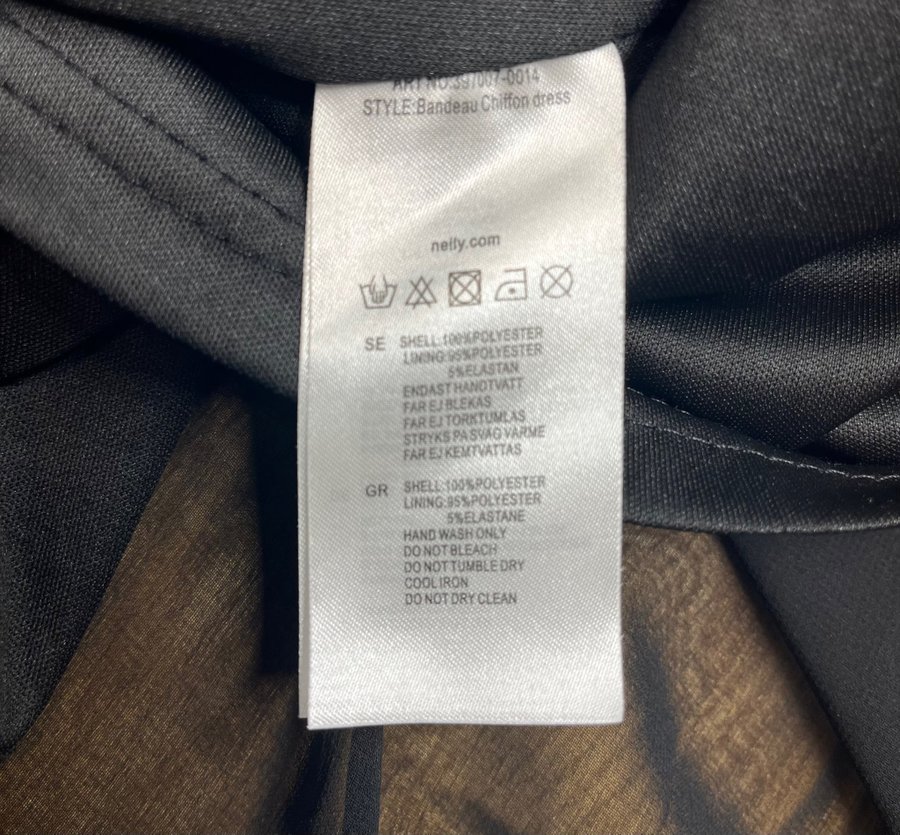 ART NO:397007-0014
STYLE:Bandeau Chiffon dress
nelly.com
SE SHELL:100%POLYESTER
LINING:95%POLYESTER
5%ELASTAN
ENDAST HANDTVATT
FAR EJ BLEKAS
FAR EJ TORKTUMLAS
STRYKS PA SVAG VARME
FAR EJ KEMTVATTAS
GR SHELL:100%POLYESTER
LINING:95%POLYESTER
5%ELASTANE
HAND WASH ONLY
DO NOT BLEACH
DO NOT TUMBLE DRY
COOL IRON
DO NOT DRY CLEAN